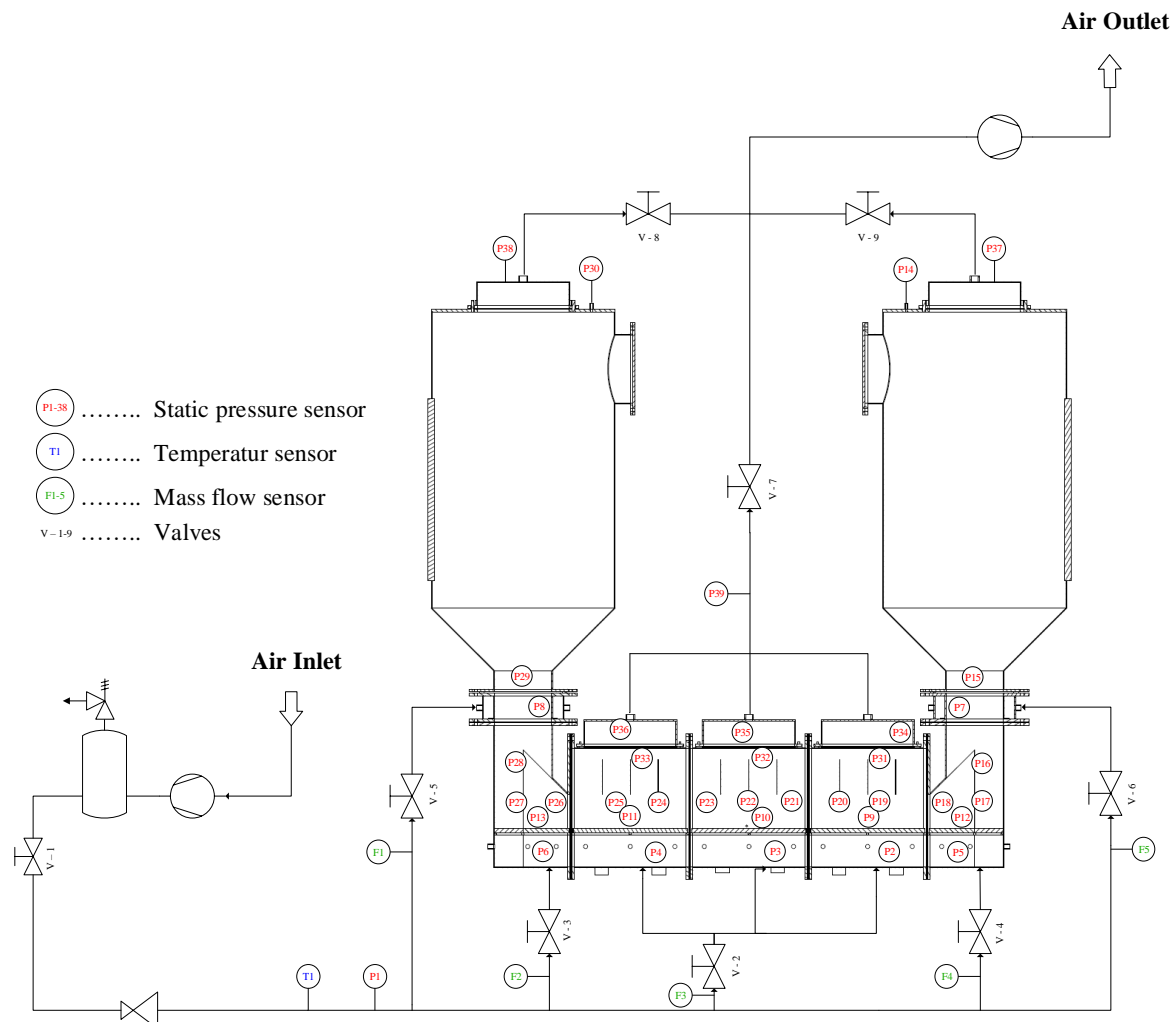 Air Outlet
V - 8
V - 9
P38
P30
P14
P37
P1-38 …….. Static pressure sensor
T1 …….. Temperatur sensor
F1-5 …….. Mass flow sensor
V – 1-9 …….. Valves
V - 7
P39
Air Inlet
P29
P15
P8
P7
P36
P35
P34
P33
P32
P31
P28
P16
P27
P26
P25
P24
P23
P22
P21
P20
P19
P18
P17
P13
P11
P10
P9
P12
V - 5
V - 6
V – 1
F1
P6
P4
P3
P2
P5
F5
V - 3
V - 2
V - 4
T1
P1
F2
F3
F4